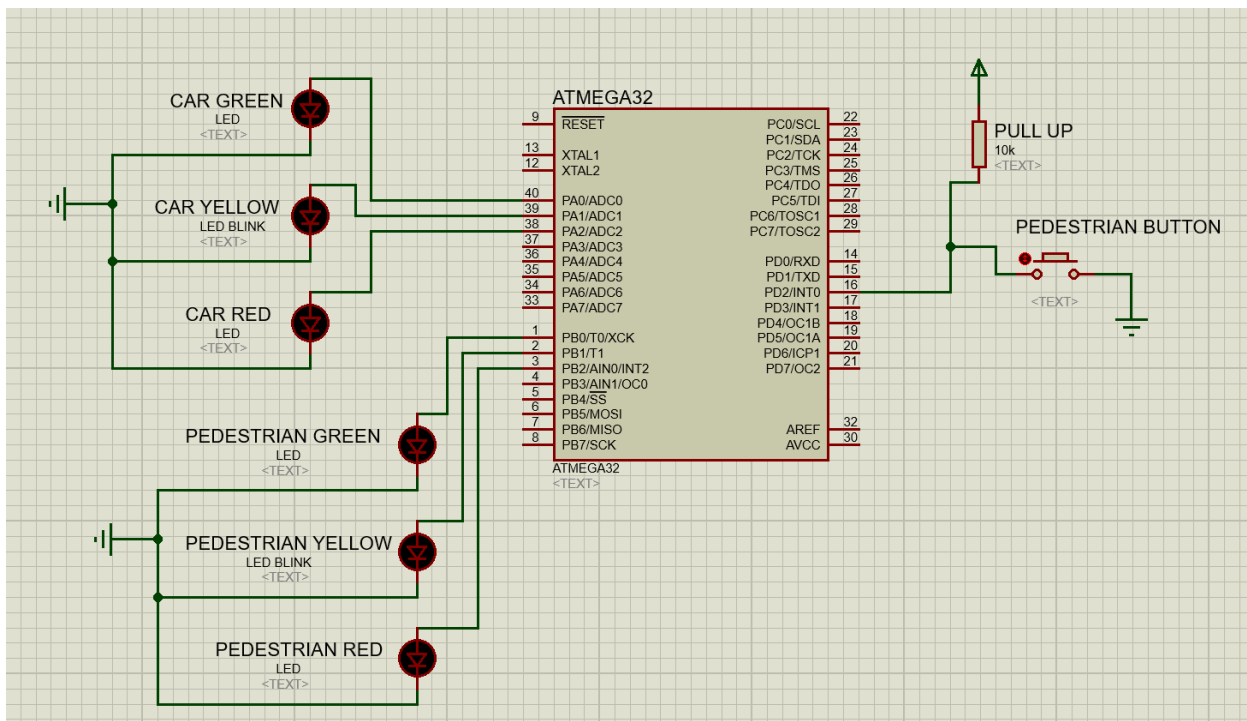 CAR GREEN
LED
<TEXT>
CAR YELLOW
LED BLINK
<TEXT>
CAR RED
LED
<TEXT>
PEDESTRIAN GREEN
LED
<TEXT>
PEDESTRIAN YELLOW
LED BLINK
<TEXT>
PEDESTRIAN RED
LED
<TEXT>
ATMEGA32
9 RESET
13 XTAL1
12 XTAL2
40 PA0/ADC0
39 PA1/ADC1
38 PA2/ADC2
37 PA3/ADC3
36 PA4/ADC4
35 PA5/ADC5
34 PA6/ADC6
33 PA7/ADC7
1 PB0/T0/XCK
2 PB1/T1
3 PB2/AIN0/INT2
4 PB3/AIN1/OC0
5 PB4/SS
6 PB5/MOSI
7 PB6/MISO
8 PB7/SCK
PC0/SCL 22
PC1/SDA 23
PC2/TCK 24
PC3/TMS 25
PC4/TDO 26
PC5/TDI 27
PC6/TOSC1 28
PC7/TOSC2 29
PD0/RXD 14
PD1/TXD 15
PD2/INT0 16
PD3/INT1 17
PD4/OC1B 18
PD5/OC1A 19
PD6/ICP1 20
PD7/OC2 21
AREF 32
AVCC 30
ATMEGA32
<TEXT>
PULL UP
10k
<TEXT>
PEDESTRIAN BUTTON
<TEXT>